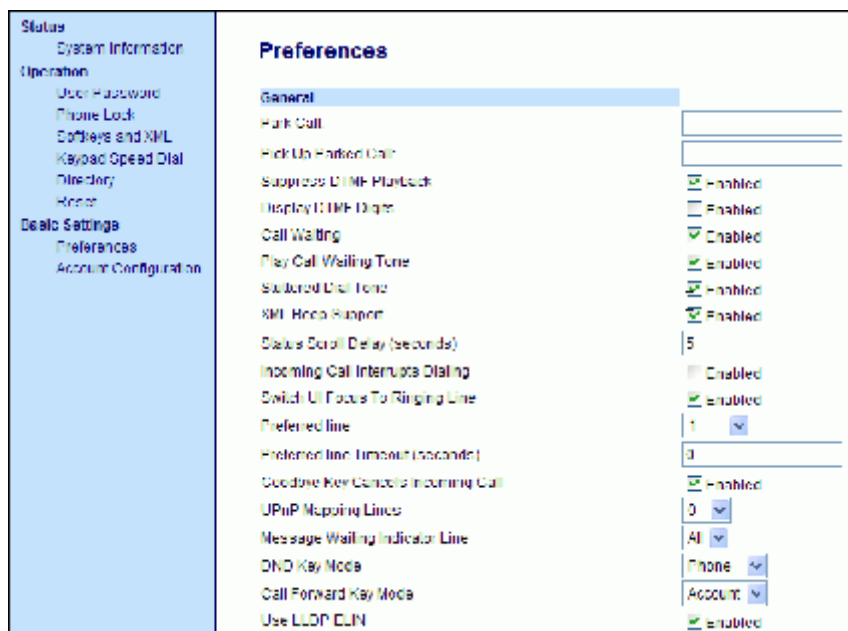 Status
System Information
Operation
User Password
Phone Lock
Softkeys and XML
Keypad Speed Dial
Directory
Reset
Basic Settings
Preferences
Account Configuration
Preferences
General
Park Call:
Pick Up Parked Call:
Suppress DTMF Playback
Enabled
Display DTMF Digits
Enabled
Call Waiting
Enabled
Play Call Waiting Tone
Enabled
Stuttered Dial Tone
Enabled
XML Beep Support
Enabled
Status Scroll Delay (seconds)
5
Incoming Call Interrupts Dialing
Enabled
Switch UI Focus To Ringing Line
Enabled
Preferred line
1
Preferred line Timeout (seconds)
0
Goodbye Key Cancels Incoming Call
Enabled
UPnP Mapping Lines
0
Message Waiting Indicator Line
All
DND Key Mode
Phone
Call Forward Key Mode
Account
Use LLDP ELIN
Enabled